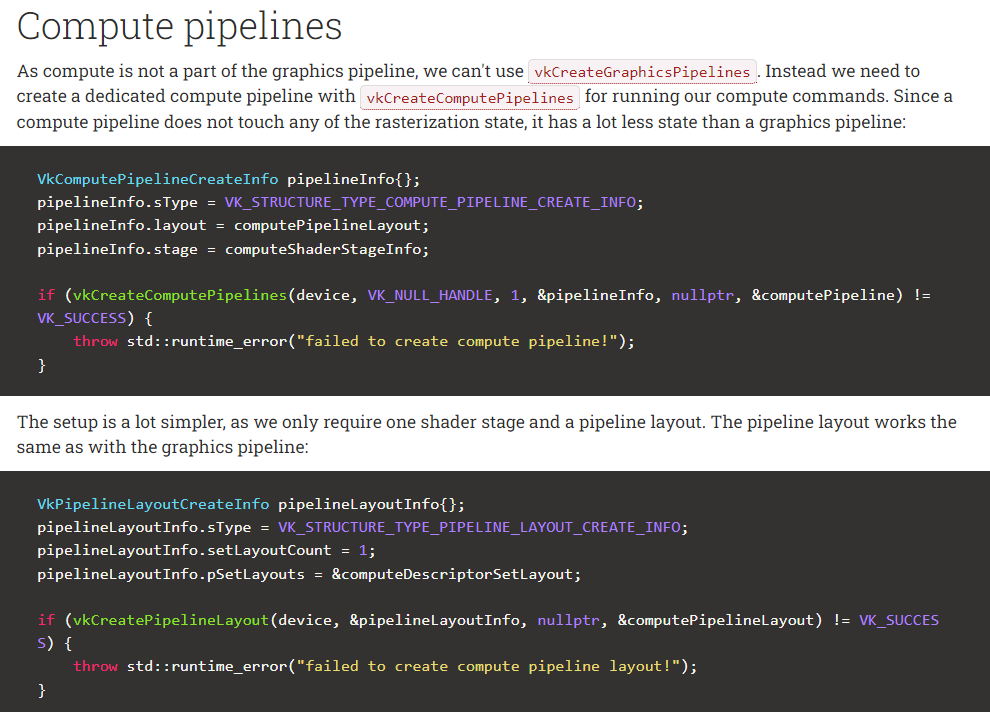 Compute pipelines
As compute is not a part of the graphics pipeline, we can't use vkCreateGraphicsPipelines. Instead we need to
create a dedicated compute pipeline with vkCreateComputePipelines for running our compute commands. Since a
compute pipeline does not touch any of the rasterization state, it has a lot less state than a graphics pipeline:
VkComputePipelineCreateInfo pipelineInfo{};
pipelineInfo.sType = VK_STRUCTURE_TYPE_COMPUTE_PIPELINE_CREATE_INFO;
pipelineInfo.layout = computePipelineLayout;
pipelineInfo.stage = computeShaderStageInfo;
if (vkCreateComputePipelines(device, VK_NULL_HANDLE, 1, &pipelineInfo, nullptr, &computePipeline) !=
VK_SUCCESS) {
    throw std::runtime_error("failed to create compute pipeline!");
}
The setup is a lot simpler, as we only require one shader stage and a pipeline layout. The pipeline layout works the
same as with the graphics pipeline:
VkPipelineLayoutCreateInfo pipelineLayoutInfo{};
pipelineLayoutInfo.sType = VK_STRUCTURE_TYPE_PIPELINE_LAYOUT_CREATE_INFO;
pipelineLayoutInfo.setLayoutCount = 1;
pipelineLayoutInfo.pSetLayouts = &computeDescriptorSetLayout;
if (vkCreatePipelineLayout(device, &pipelineLayoutInfo, nullptr, &computePipelineLayout) != VK_SUCCES
S) {
    throw std::runtime_error("failed to create compute pipeline layout!");
}